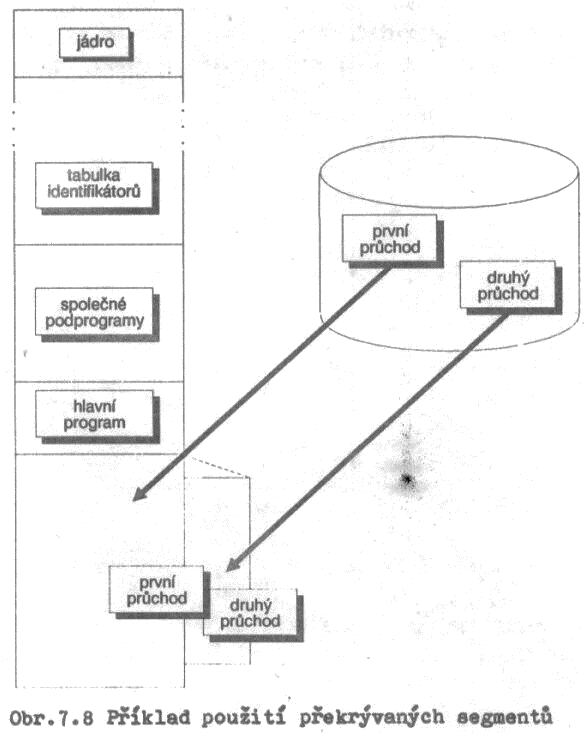 jádro
tabulka
identifikátorů
společné
podprogramy
hlavní
program
první
průchod
druhý
průchod
první
průchod
druhý
průchod
Obr.7.8 Příklad použití překrývaných segmentů